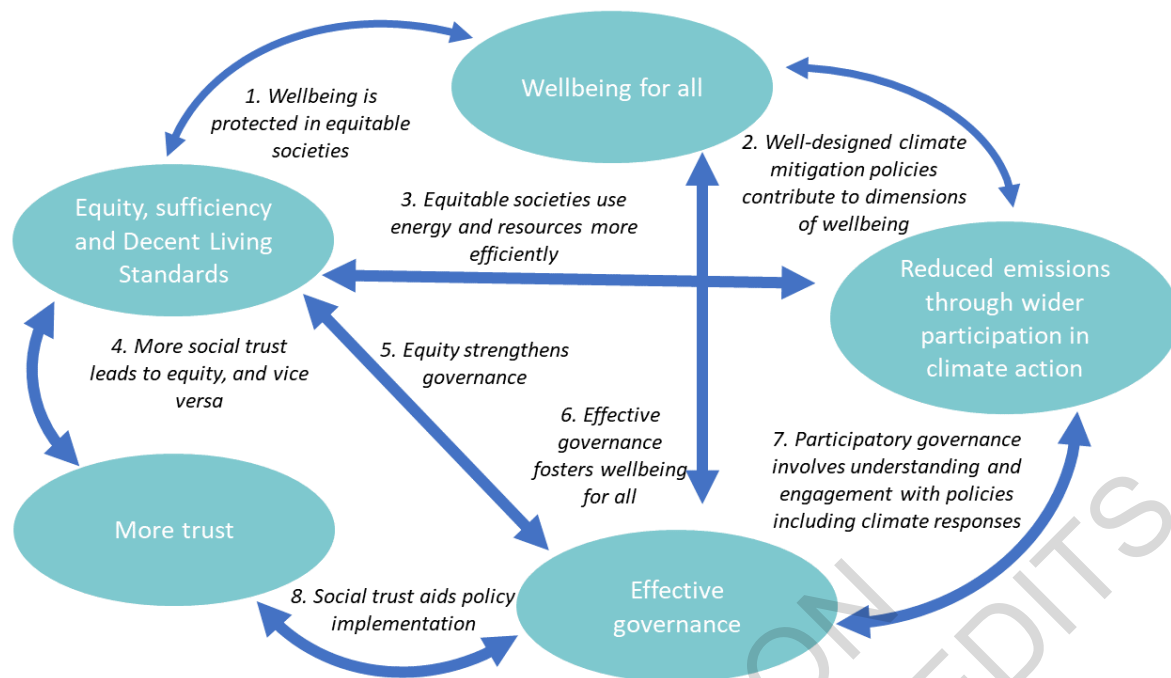 Wellbeing for all
1. Wellbeing is
protected in equitable
societies
2. Well-designed climate
mitigation policies
contribute to dimensions
of wellbeing
Equity, sufficiency
and Decent Living
Standards
3. Equitable societies use
energy and resources more
efficiently
Reduced emissions
through wider
participation in
climate action
4. More social trust
leads to equity, and vice
versa
5. Equity strengthens
governance
6. Effective
governance
fosters wellbeing
for all
7. Participatory governance
involves understanding and
engagement with policies
including climate responses
More trust
8. Social trust aids policy
implementation
Effective
governance
ON
EDITS